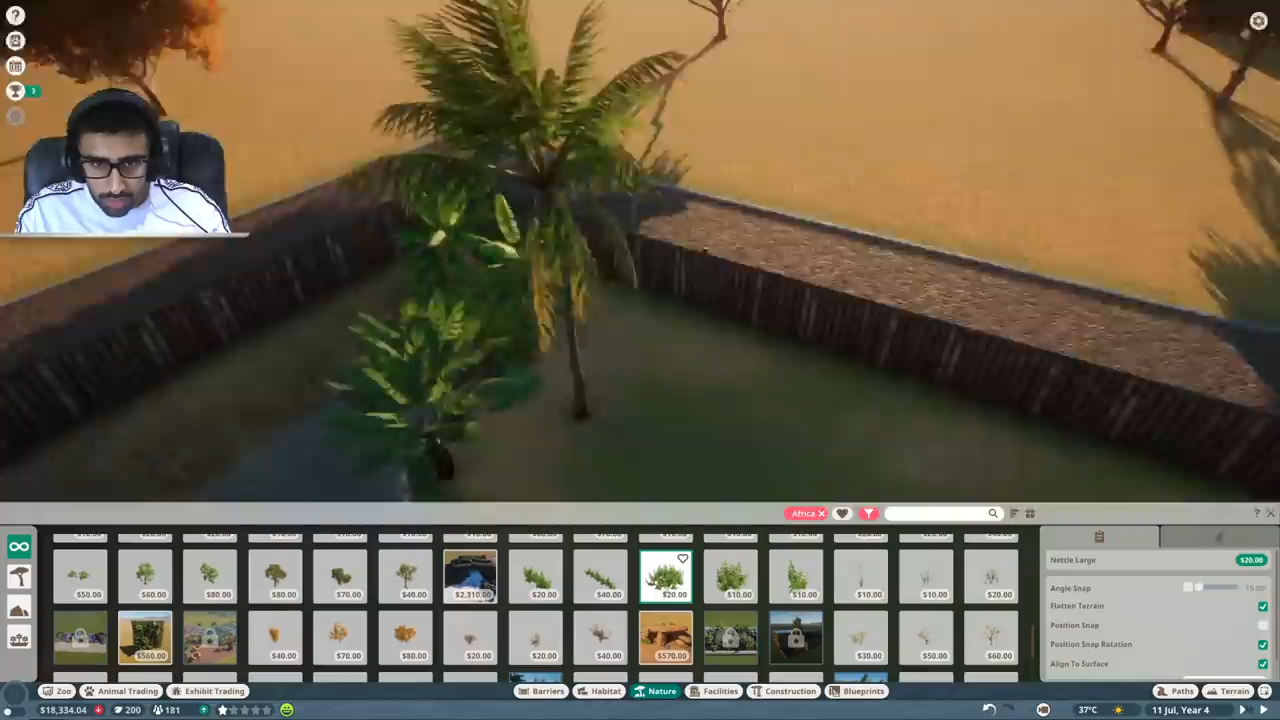 ?
3
Africa ×
?
$50.00 $60.00 $80.00 $80.00 $70.00 $40.00 $2,310.00 $20.00 $40.00 $20.00 $10.00 $10.00 $10.00 $10.00 $20.00
$560.00 $40.00 $70.00 $80.00 $20.00 $20.00 $40.00 $570.00 $30.00 $50.00 $60.00
Nettle Large $20.00
Angle Snap 15.00°
Flatten Terrain
Position Snap
Position Snap Rotation
Align To Surface
Zoo Animal Trading Exhibit Trading Barriers Habitat Nature Facilities Construction Blueprints Paths Terrain
$18,334.04 200 181 37°C 11 Jul, Year 4